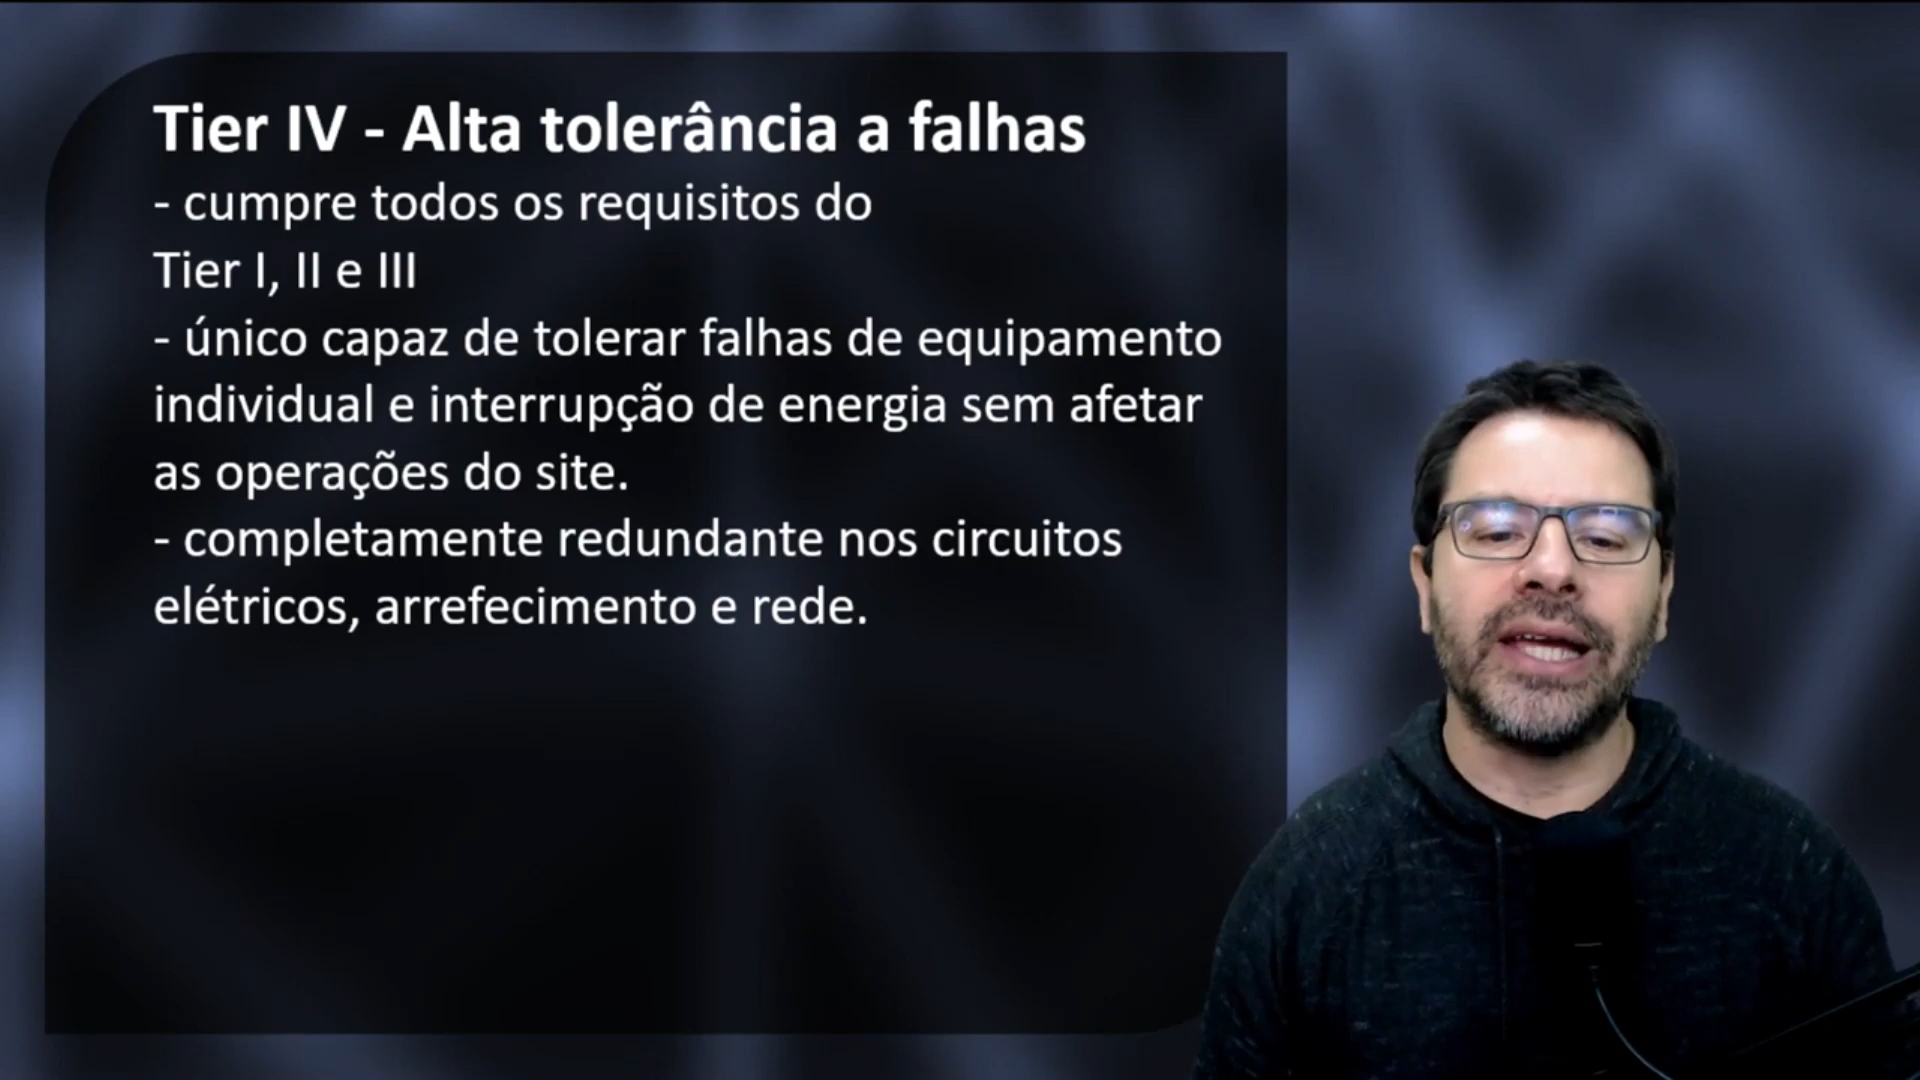 Tier IV - Alta tolerância a falhas
- cumpre todos os requisitos do
Tier I, II e III
- único capaz de tolerar falhas de equipamento
individual e interrupção de energia sem afetar
as operações do site.
- completamente redundante nos circuitos
elétricos, arrefecimento e rede.